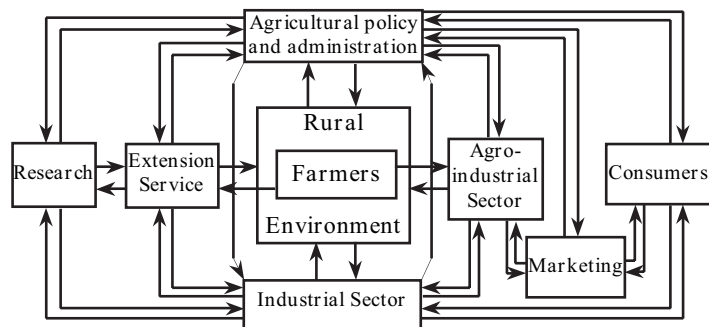 Agricultural policy
and administration
Rural
Research
Extension
Service
Farmers
Agro-
industrial
Sector
Consumers
Environment
Marketing
Industrial Sector